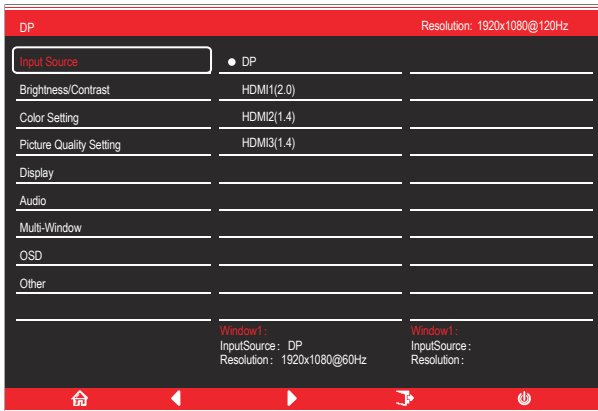 DP Resolution: 1920x1080@120Hz
Input Source DP
Brightness/Contrast HDMI1(2.0)
Color Setting HDMI2(1.4)
Picture Quality Setting HDMI3(1.4)
Display
Audio
Multi-Window
OSD
Other
Window1: Window1:
InputSource: DP InputSource:
Resolution: 1920x1080@60Hz Resolution: